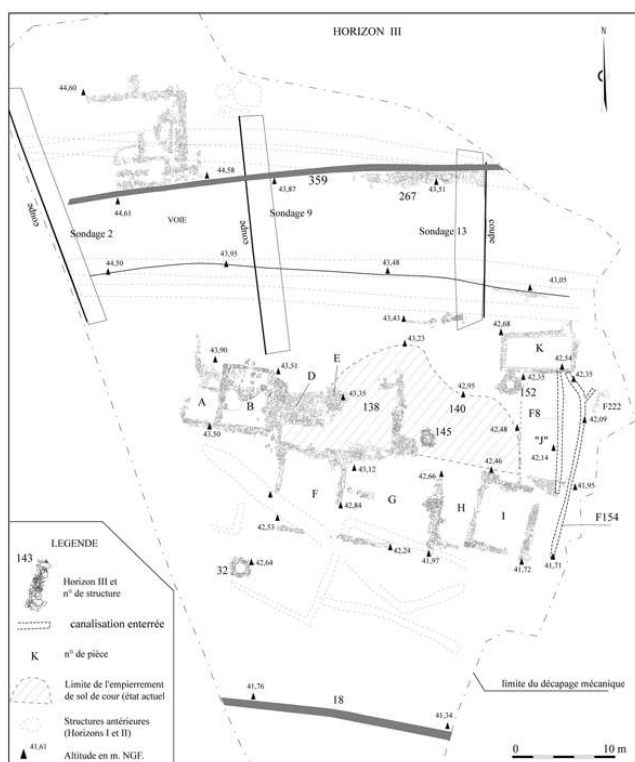 HORIZON III
N
44,60
44,58
359
43,87
43,51
267
44,61
VOIE
coupe
Sondage 2
coupe
Sondage 9
Sondage 13
coupe
44,50
43,95
43,48
43,05
43,43
42,68
43,23
K
43,90
43,51
E
D
43,35
42,95
42,54
42,35
42,35
152
A
B
138
140
F8
F222
42,09
43,50
145
42,48
"J"
42,14
43,12
42,66
42,46
41,95
F
G
42,84
H
I
42,53
F154
42,24
41,97
41,72
41,71
32
42,64
LEGENDE
143
Horizon III et
n° de structure
canalisation enterrée
K
n° de pièce
Limite de l'empierrement
de sol de cour (état actuel
Structures antérieures
(Horizons I et II)
41,61
Altitude en m. NGF.
41,76
18
41,34
limite du décapage mécanique
0
10 m